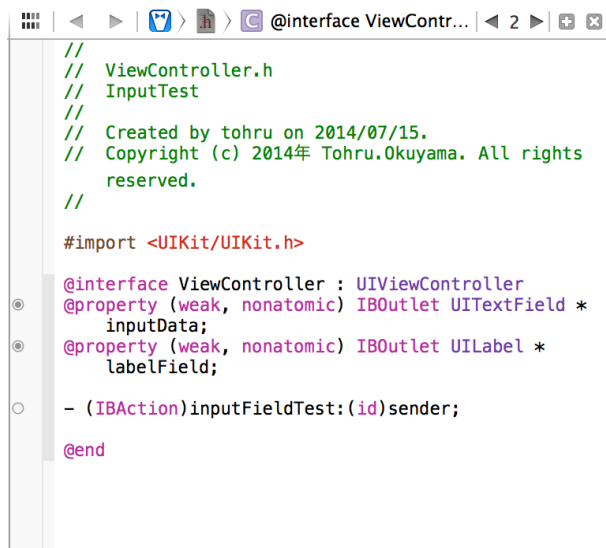 .h C @interface ViewContr... 2
//
//  ViewController.h
//  InputTest
//
//  Created by tohru on 2014/07/15.
//  Copyright (c) 2014年 Tohru.Okuyama. All rights
    reserved.
//
#import <UIKit/UIKit.h>
@interface ViewController : UIViewController
@property (weak, nonatomic) IBOutlet UITextField *
    inputData;
@property (weak, nonatomic) IBOutlet UILabel *
    labelField;
- (IBAction)inputFieldTest:(id)sender;
@end